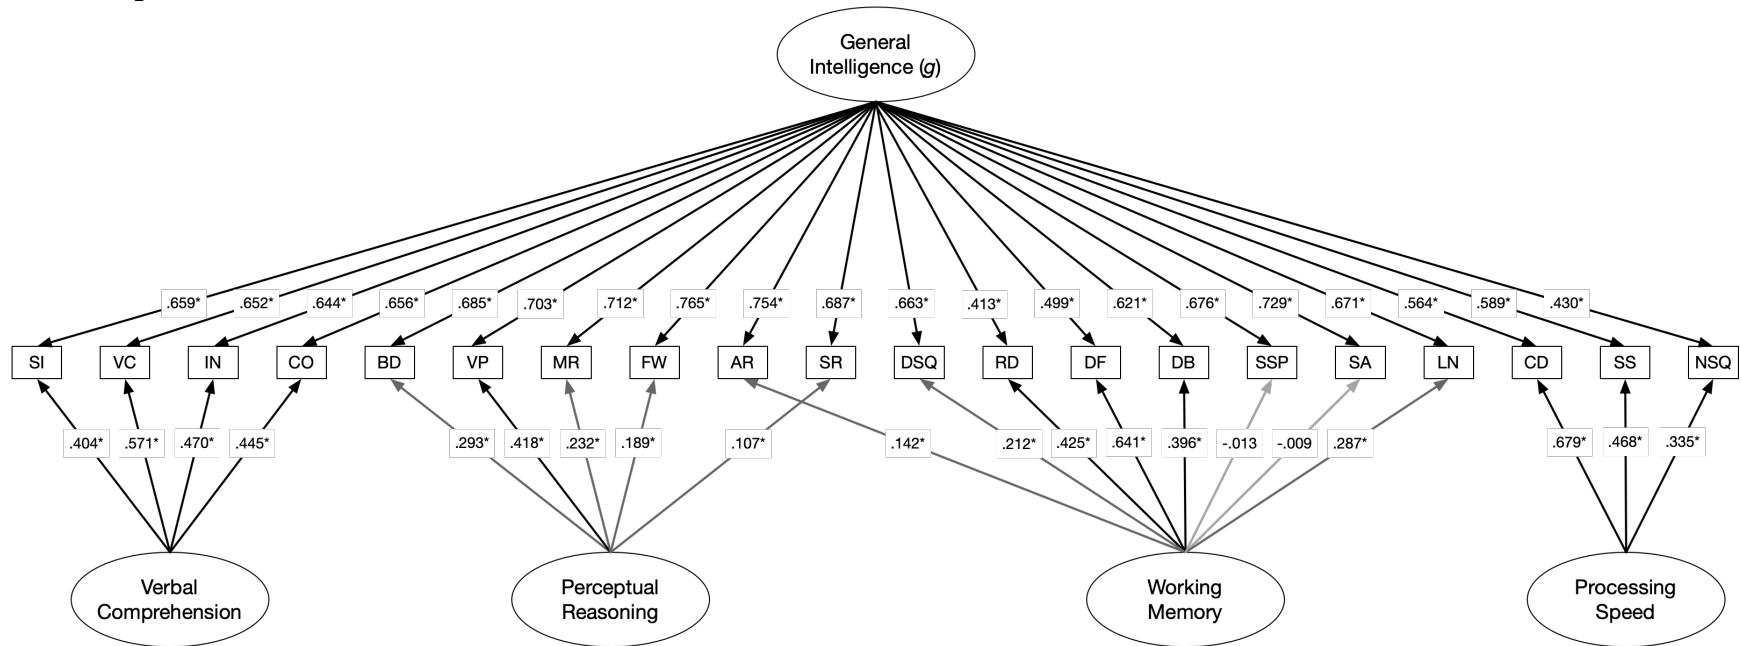 General
Intelligence (g)
.659* .652* .644* .656* .685* .703* .712* .765* .754* .687* .663* .413* .499* .621* .676* .729* .671* .564* .589* .430*
SI VC IN CO BD VP MR FW AR SR DSQ RD DF DB SSP SA LN CD SS NSQ
.404* .571* .470* .445* .293* .418* .232* .189* .107* .142* .212* .425* .641* .396* -.013 -.009 .287* .679* .468* .335*
Verbal
Comprehension
Perceptual
Reasoning
Working
Memory
Processing
Speed